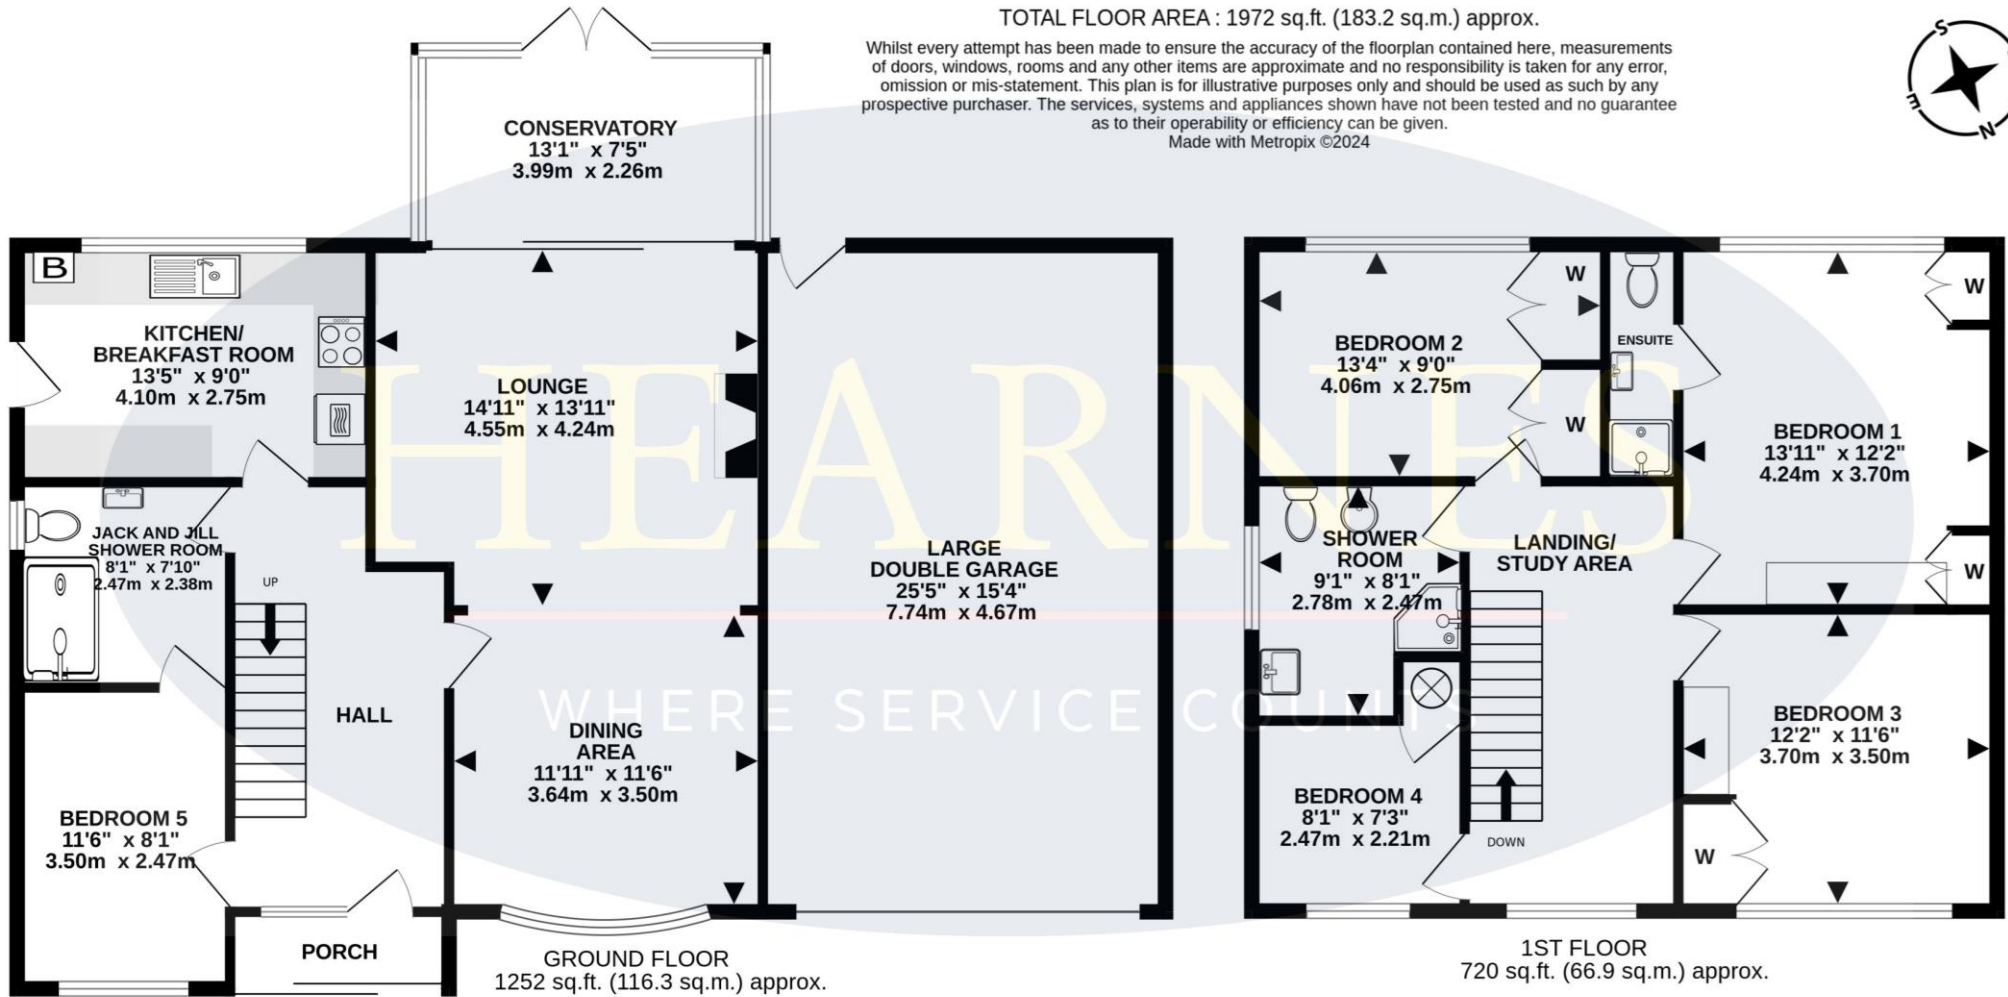 TOTAL FLOOR AREA : 1972 sq.ft. (183.2 sq.m.) approx.
Whilst every attempt has been made to ensure the accuracy of the floorplan contained here, measurements
of doors, windows, rooms and any other items are approximate and no responsibility is taken for any error,
omission or mis-statement. This plan is for illustrative purposes only and should be used as such by any
prospective purchaser. The services, systems and appliances shown have not been tested and no guarantee
as to their operability or efficiency can be given.
Made with Metropix ©2024
S
E
N
CONSERVATORY
13'1" x 7'5"
3.99m x 2.26m
B
KITCHEN/
BREAKFAST ROOM
13'5" x 9'0"
4.10m x 2.75m
LOUNGE
14'11" x 13'11"
4.55m x 4.24m
JACK AND JILL
SHOWER ROOM
8'1" x 7'10"
2.47m x 2.38m
UP
HALL
DINING
AREA
11'11" x 11'6"
3.64m x 3.50m
LARGE
DOUBLE GARAGE
25'5" x 15'4"
7.74m x 4.67m
BEDROOM 5
11'6" x 8'1"
3.50m x 2.47m
PORCH
GROUND FLOOR
1252 sq.ft. (116.3 sq.m.) approx.
BEDROOM 2
13'4" x 9'0"
4.06m x 2.75m
W
W
ENSUITE
BEDROOM 1
13'11" x 12'2"
4.24m x 3.70m
W
W
SHOWER
ROOM
9'1" x 8'1"
2.78m x 2.47m
LANDING/
STUDY AREA
BEDROOM 3
12'2" x 11'6"
3.70m x 3.50m
W
BEDROOM 4
8'1" x 7'3"
2.47m x 2.21m
DOWN
1ST FLOOR
720 sq.ft. (66.9 sq.m.) approx.
HEARNES
WHERE SERVICE COUNTS